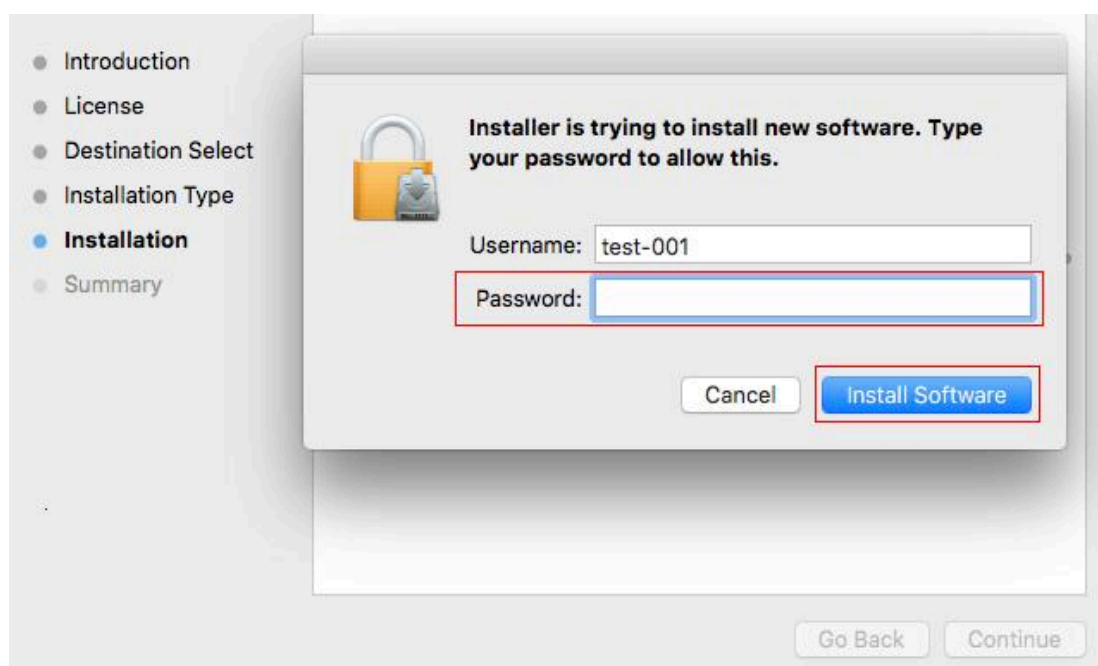 Introduction
License
Destination Select
Installation Type
Installation
Summary
Installer is trying to install new software. Type
your password to allow this.
Username: test-001
Password:
Cancel Install Software
Go Back Continue